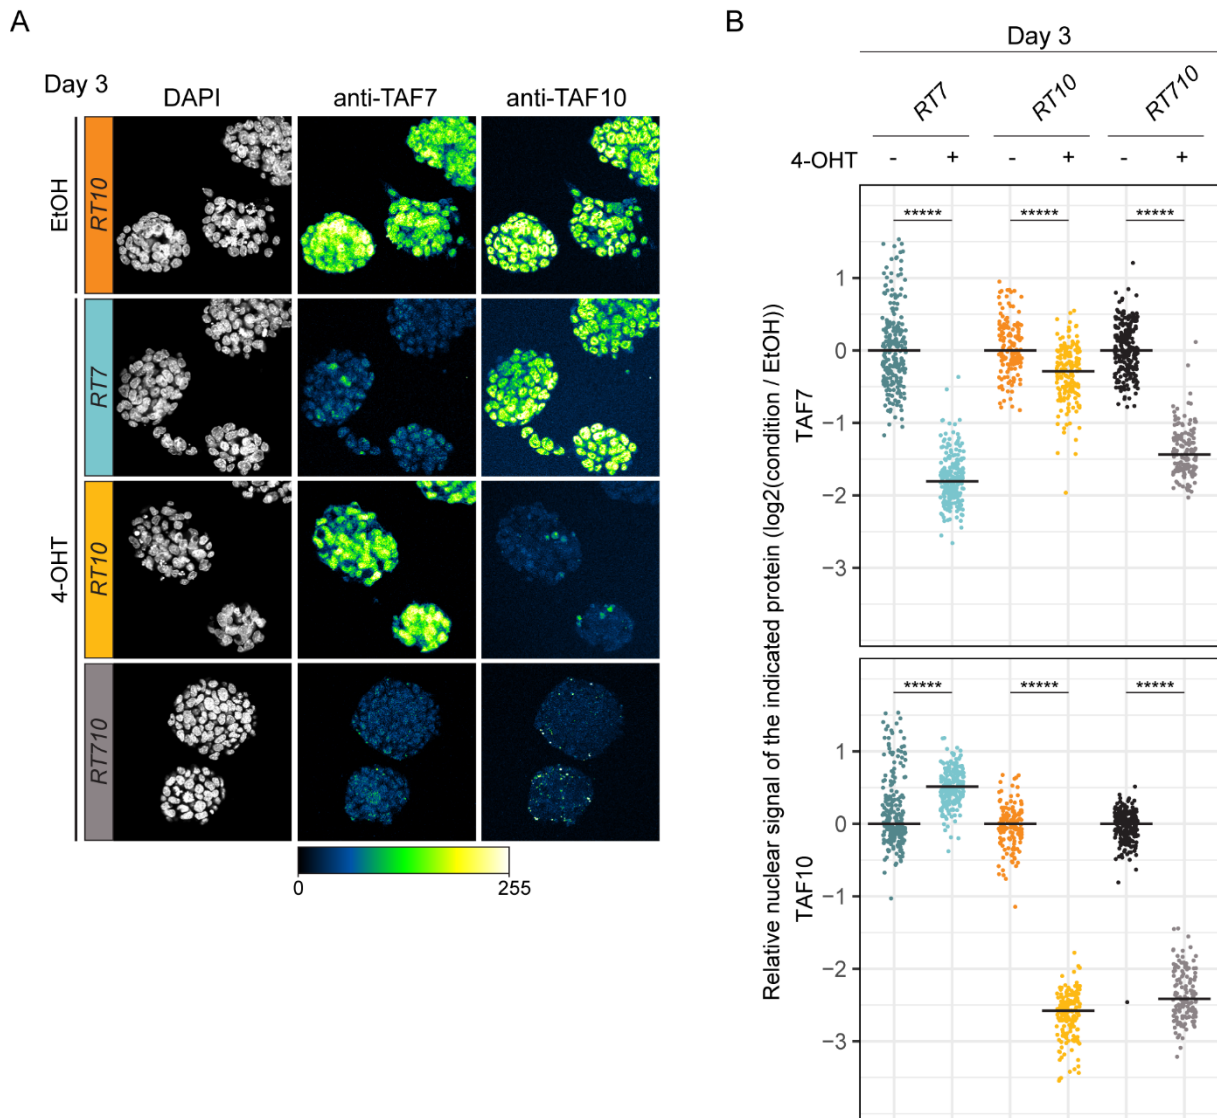 A
Day 3
DAPI
anti-TAF7
anti-TAF10
EtOH
RT10
RT7
4-OHT
RT10
RT710
0
255
B
Day 3
RT7
RT10
RT710
4-OHT
- + - + - +
Relative nuclear signal of the indicated protein (log2(condition / EtOH))
TAF7
***** ***** *****
1
0
−1
−2
−3
TAF10
***** ***** *****
1
0
−1
−2
−3